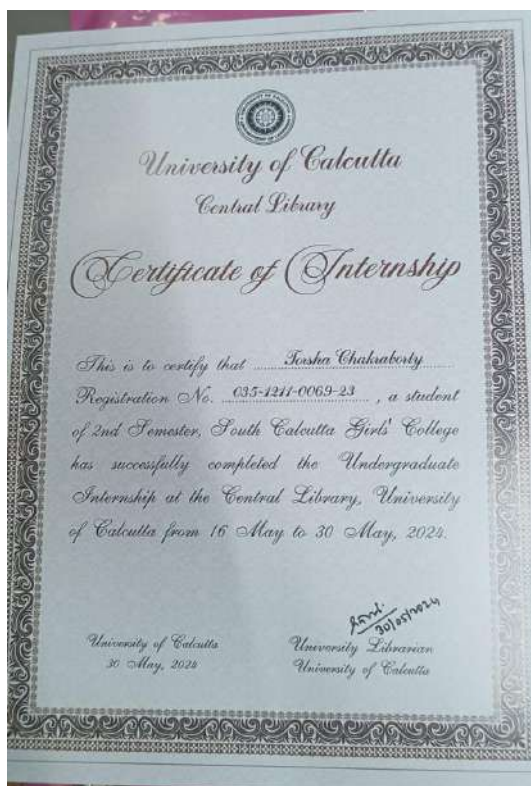 University of Calcutta
Central Library
Certificate of Internship
This is to certify that Torsha Chakraborty
Registration No. 035-1211-0069-23 , a student
of 2nd Semester, South Calcutta Girls' College
has successfully completed the Undergraduate
Internship at the Central Library, University
of Calcutta from 16 May to 30 May, 2024.
30/05/2024
University of Calcutta
30 May, 2024
University Librarian
University of Calcutta